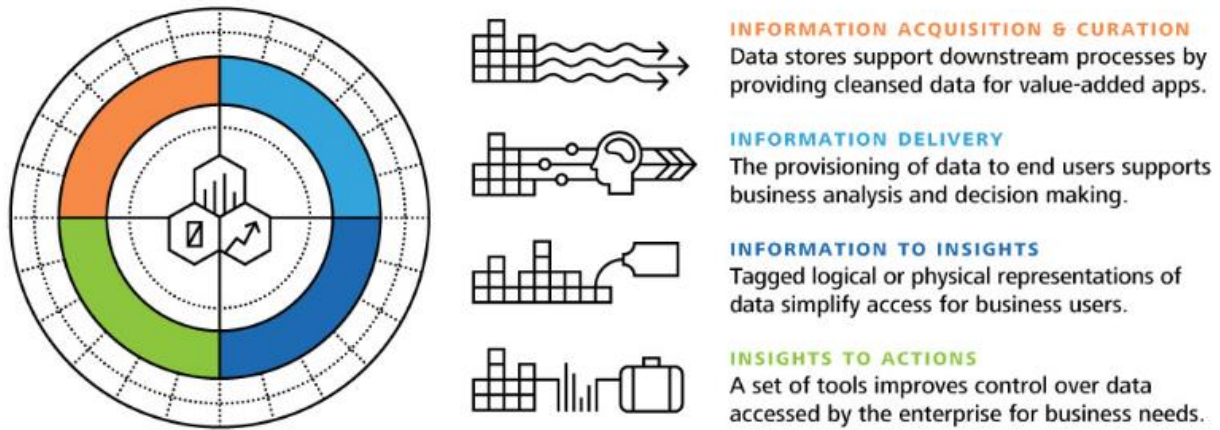 INFORMATION ACQUISITION & CURATION
Data stores support downstream processes by
providing cleansed data for value-added apps.
INFORMATION DELIVERY
The provisioning of data to end users supports
business analysis and decision making.
INFORMATION TO INSIGHTS
Tagged logical or physical representations of
data simplify access for business users.
INSIGHTS TO ACTIONS
A set of tools improves control over data
accessed by the enterprise for business needs.